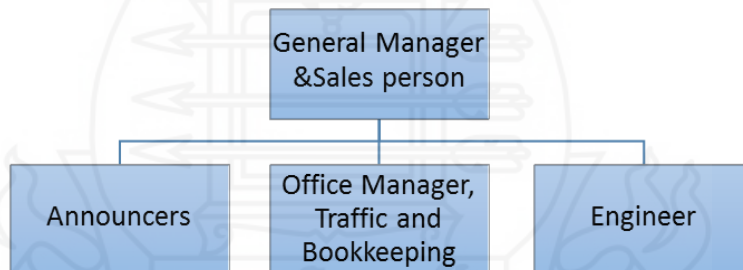 General Manager
&Sales person
Announcers
Office Manager,
Traffic and
Bookkeeping
Engineer